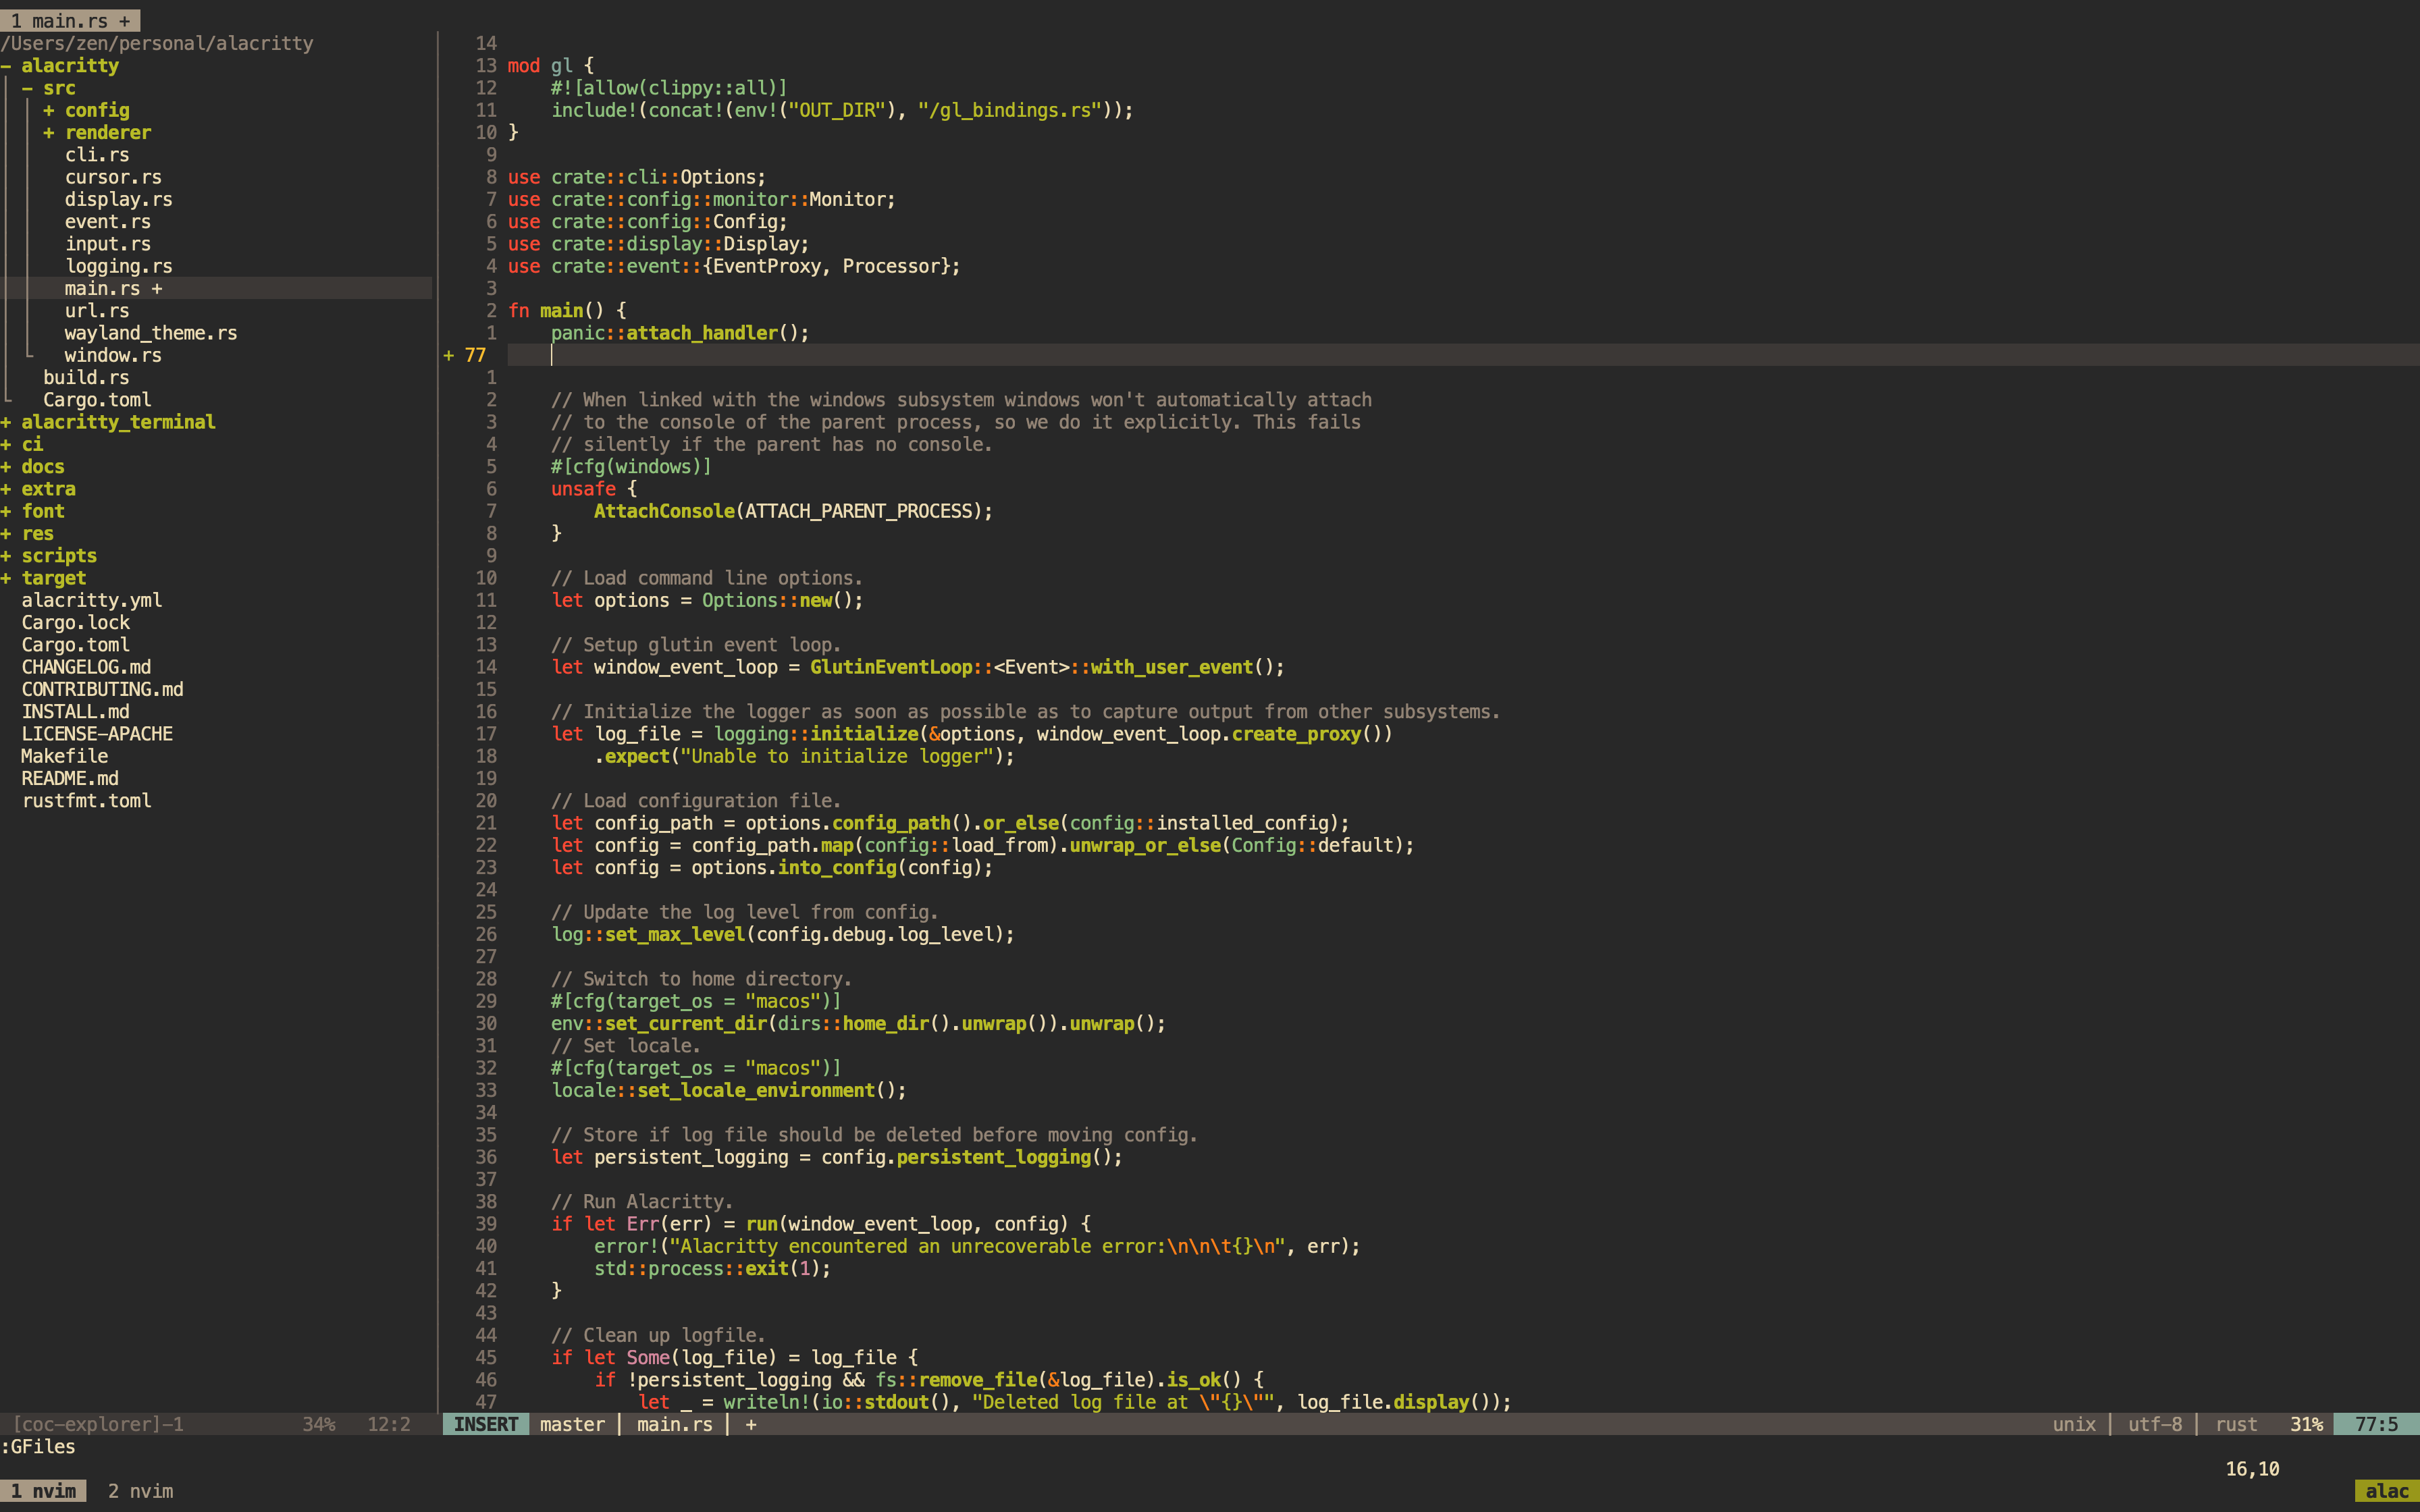 1 main.rs +
/Users/zen/personal/alacritty
- alacritty
- src
+ config
+ renderer
cli.rs
cursor.rs
display.rs
event.rs
input.rs
logging.rs
main.rs +
url.rs
wayland_theme.rs
window.rs
build.rs
Cargo.toml
+ alacritty_terminal
+ ci
+ docs
+ extra
+ font
+ res
+ scripts
+ target
alacritty.yml
Cargo.lock
Cargo.toml
CHANGELOG.md
CONTRIBUTING.md
INSTALL.md
LICENSE-APACHE
Makefile
README.md
rustfmt.toml
14
13 mod gl {
12     #![allow(clippy::all)]
11     include!(concat!(env!("OUT_DIR"), "/gl_bindings.rs"));
10 }
9
8 use crate::cli::Options;
7 use crate::config::monitor::Monitor;
6 use crate::config::Config;
5 use crate::display::Display;
4 use crate::event::{EventProxy, Processor};
3
2 fn main() {
1     panic::attach_handler();
+ 77
1
2     // When linked with the windows subsystem windows won't automatically attach
3     // to the console of the parent process, so we do it explicitly. This fails
4     // silently if the parent has no console.
5     #[cfg(windows)]
6     unsafe {
7         AttachConsole(ATTACH_PARENT_PROCESS);
8     }
9
10     // Load command line options.
11     let options = Options::new();
12
13     // Setup glutin event loop.
14     let window_event_loop = GlutinEventLoop::<Event>::with_user_event();
15
16     // Initialize the logger as soon as possible as to capture output from other subsystems.
17     let log_file = logging::initialize(&options, window_event_loop.create_proxy())
18         .expect("Unable to initialize logger");
19
20     // Load configuration file.
21     let config_path = options.config_path().or_else(config::installed_config);
22     let config = config_path.map(config::load_from).unwrap_or_else(Config::default);
23     let config = options.into_config(config);
24
25     // Update the log level from config.
26     log::set_max_level(config.debug.log_level);
27
28     // Switch to home directory.
29     #[cfg(target_os = "macos")]
30     env::set_current_dir(dirs::home_dir().unwrap()).unwrap();
31     // Set locale.
32     #[cfg(target_os = "macos")]
33     locale::set_locale_environment();
34
35     // Store if log file should be deleted before moving config.
36     let persistent_logging = config.persistent_logging();
37
38     // Run Alacritty.
39     if let Err(err) = run(window_event_loop, config) {
40         error!("Alacritty encountered an unrecoverable error:\n\n\t{}\n", err);
41         std::process::exit(1);
42     }
43
44     // Clean up logfile.
45     if let Some(log_file) = log_file {
46         if !persistent_logging && fs::remove_file(&log_file).is_ok() {
47             let _ = writeln!(io::stdout(), "Deleted log file at \"{}\"", log_file.display());
[coc-explorer]-1 34% 12:2 INSERT master | main.rs | + unix | utf-8 | rust 31% 77:5
:GFiles
16,10
1 nvim 2 nvim alac